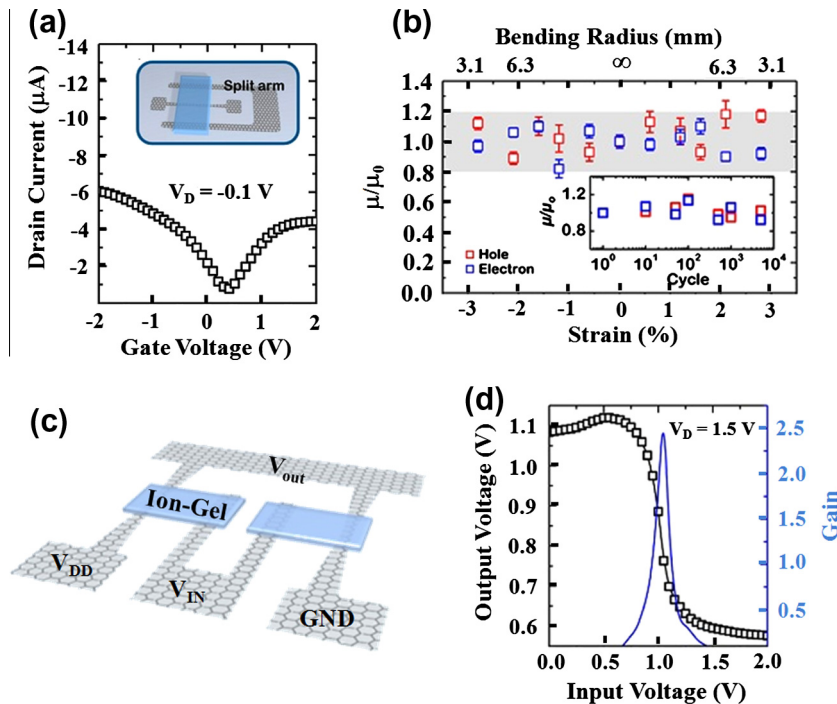 (a)
-14
-12
-10
-8
-6
-4
-2
Drain Current (μA)
Split arm
V_D = -0.1 V
-2
-1
0
1
2
Gate Voltage (V)
(b)
Bending Radius (mm)
3.1
6.3
∞
6.3
3.1
1.4
1.2
1.0
0.8
0.6
0.4
0.2
0.0
μ/μ₀
Hole
Electron
1.2
1.0
0.8
μ/μ₀
10⁰
10¹
10²
10³
10⁴
Cycle
-3
-2
-1
0
1
2
3
Strain (%)
(c)
V_out
Ion-Gel
V_DD
V_IN
GND
(d)
V_D = 1.5 V
1.1
1.0
0.9
0.8
0.7
0.6
Output Voltage (V)
2.5
2.0
1.5
1.0
0.5
Gain
0.0
0.5
1.0
1.5
2.0
Input Voltage (V)